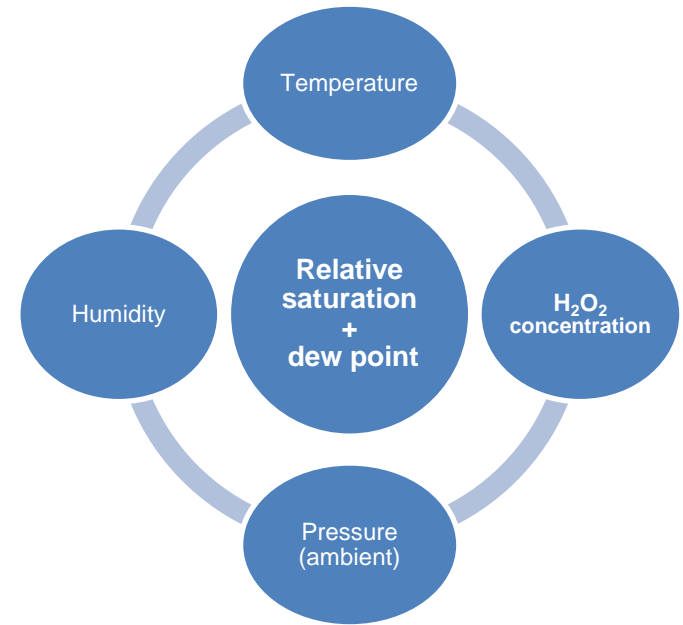 Temperature
Humidity
Relative
saturation
+
dew point
H₂O₂
concentration
Pressure
(ambient)